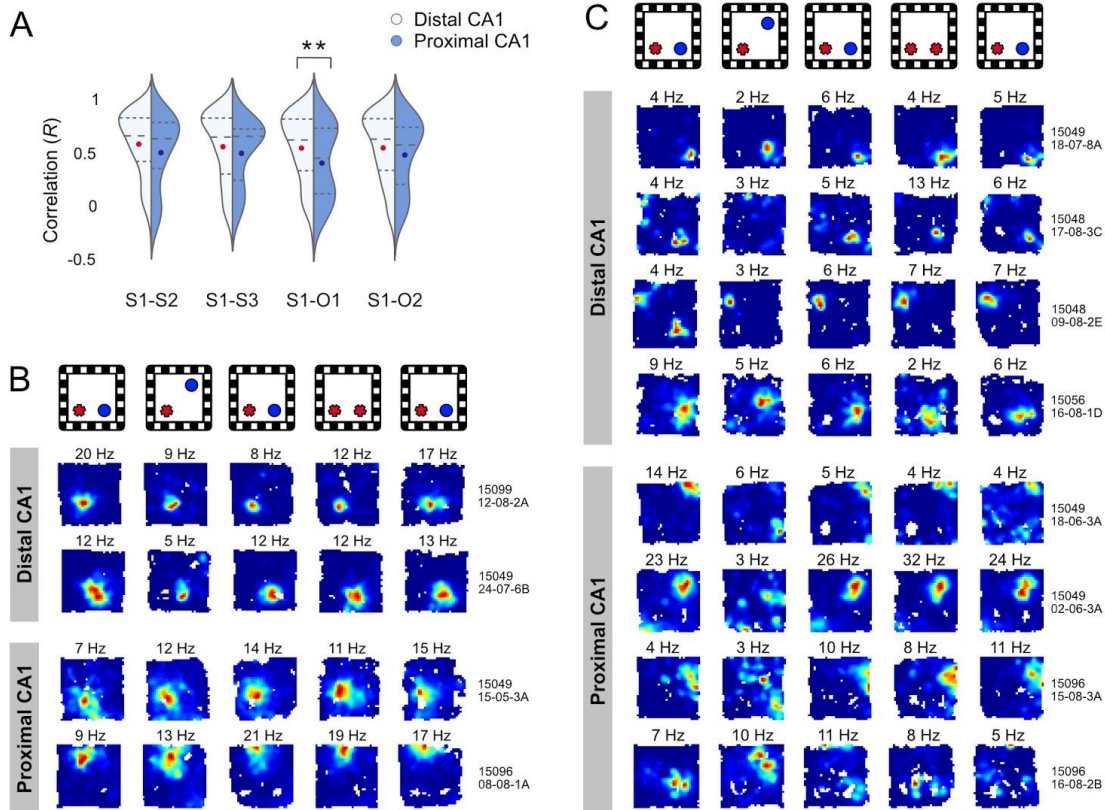 A
Distal CA1
Proximal CA1
**
Correlation (R)
1
0.5
0
-0.5
S1-S2 S1-S3 S1-O1 S1-O2
B
Distal CA1
20 Hz 9 Hz 8 Hz 12 Hz 17 Hz
15099
12-08-2A
12 Hz 5 Hz 12 Hz 12 Hz 13 Hz
15049
24-07-6B
Proximal CA1
7 Hz 12 Hz 14 Hz 11 Hz 15 Hz
15049
15-05-3A
9 Hz 13 Hz 21 Hz 19 Hz 17 Hz
15096
08-08-1A
C
Distal CA1
4 Hz 2 Hz 6 Hz 4 Hz 5 Hz
15049
18-07-8A
4 Hz 3 Hz 5 Hz 13 Hz 6 Hz
15048
17-08-3C
4 Hz 3 Hz 6 Hz 7 Hz 7 Hz
15048
09-08-2E
9 Hz 5 Hz 6 Hz 2 Hz 6 Hz
15056
16-08-1D
Proximal CA1
14 Hz 6 Hz 5 Hz 4 Hz 4 Hz
15049
18-06-3A
23 Hz 3 Hz 26 Hz 32 Hz 24 Hz
15049
02-06-3A
4 Hz 3 Hz 10 Hz 8 Hz 11 Hz
15096
15-08-3A
7 Hz 10 Hz 11 Hz 8 Hz 5 Hz
15096
16-08-2B